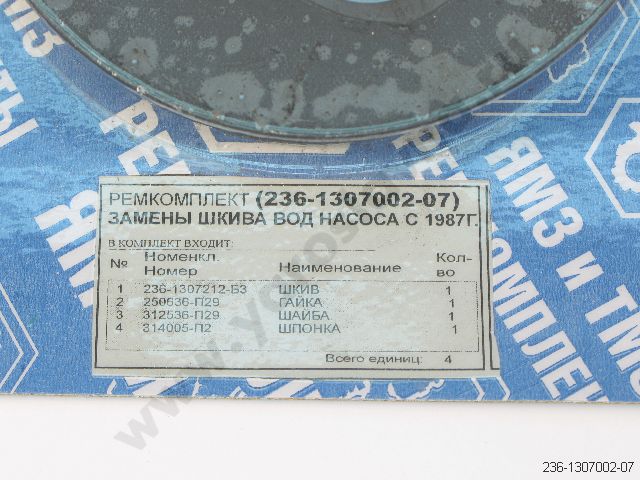 РЕМКОМПЛЕКТ (236-1307002-07)
ЗАМЕНЫ ШКИВА ВОД НАСОСА С 1987Г.
В КОМПЛЕКТ ВХОДИТ:
№ Номенкл. Номер Наименование Кол-во
1 236-1307212-Б3 ШКИВ 1
2 250636-П29 ГАЙКА 1
3 312536-П29 ШАЙБА 1
4 314005-П2 ШПОНКА 1
Всего единиц: 4
ЯМЗ И ТМЗ
РЕМКОМПЛЕКТЫ
236-1307002-07